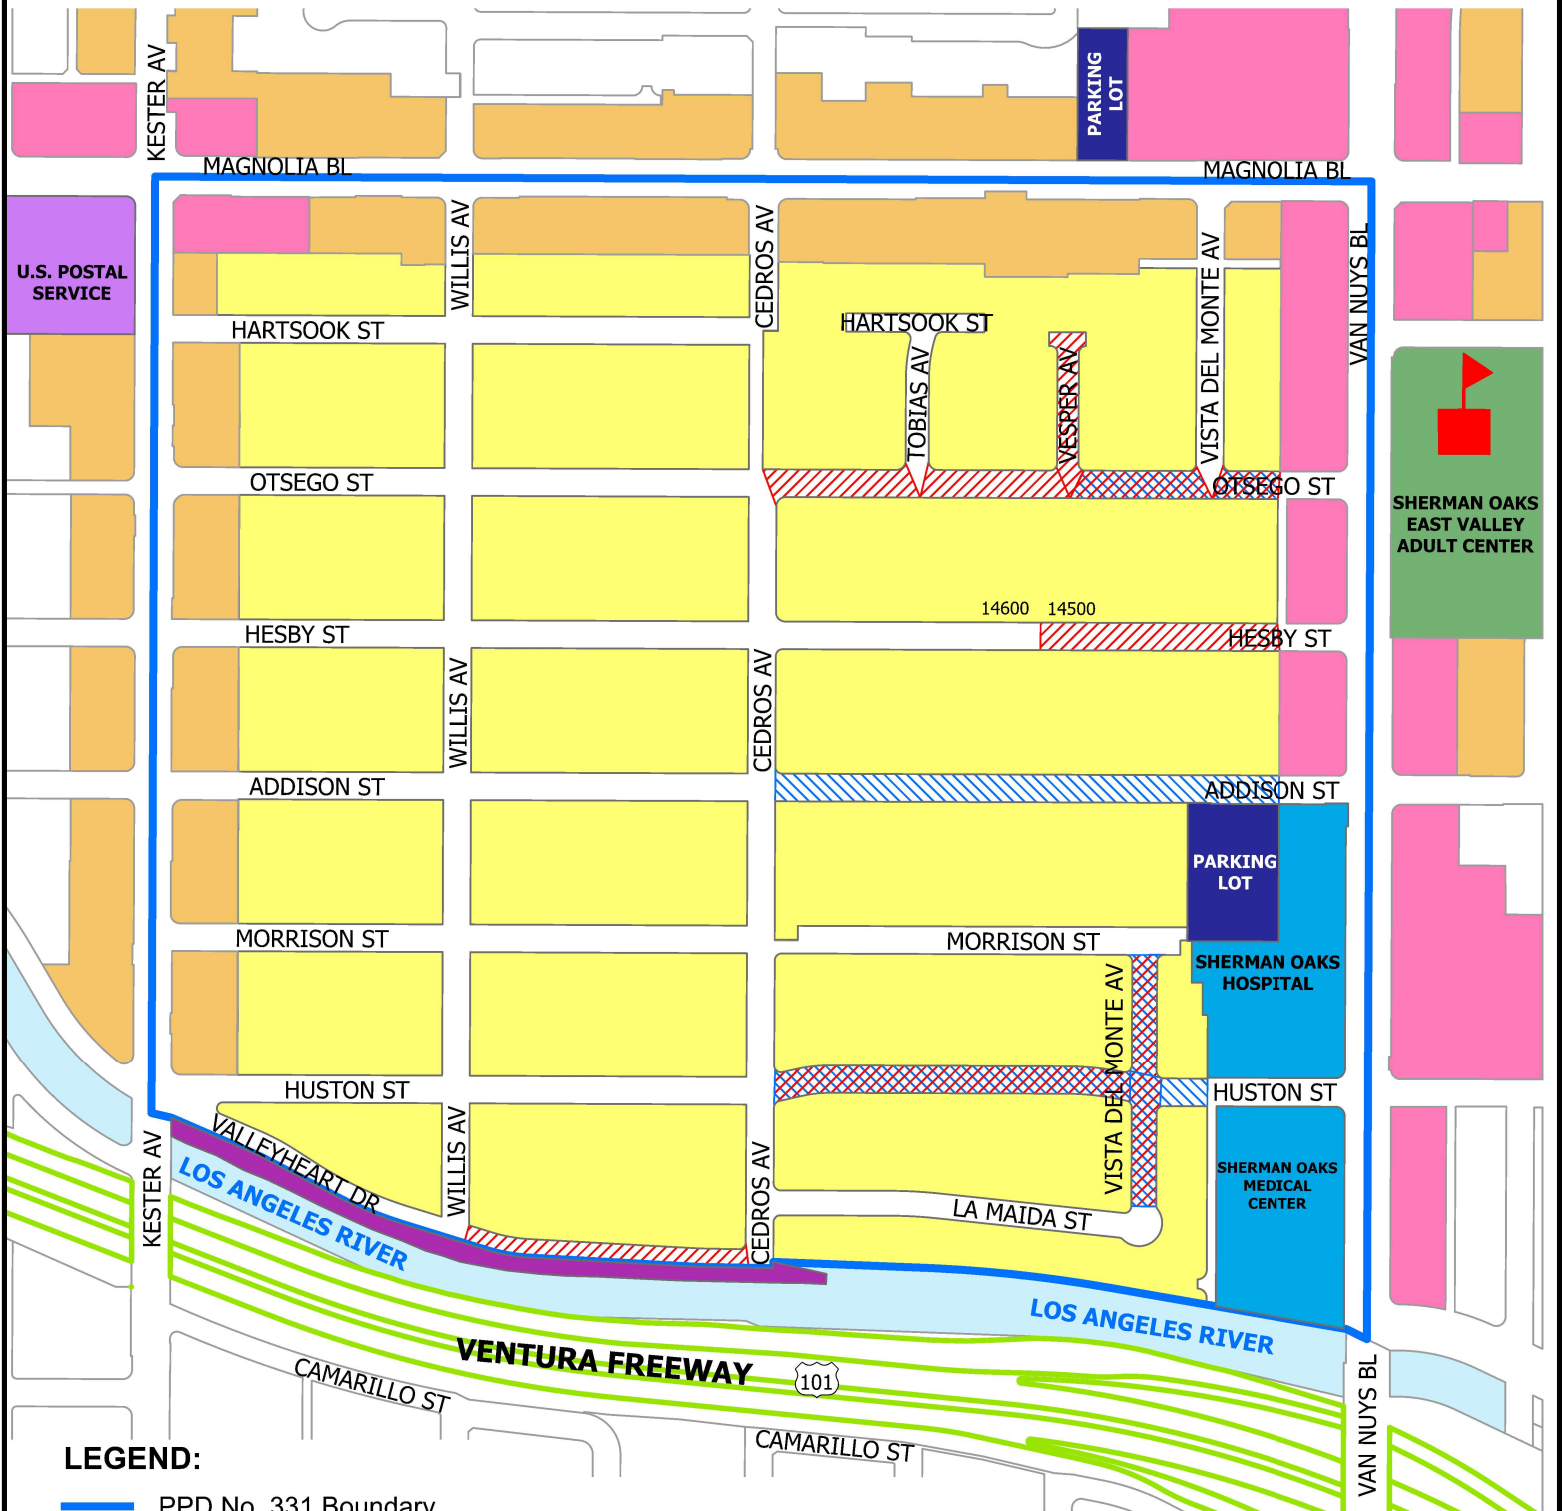 KESTER AV
PARKING
LOT
MAGNOLIA BL
MAGNOLIA BL
U.S. POSTAL
SERVICE
WILLIS AV
CEDROS AV
VISTA DEL MONTE AV
VAN NUYS BL
HARTSOOK ST
HARTSOOK ST
TOBIAS AV
VESPER AV
OTSEGO ST
OTSEGO ST
SHERMAN OAKS
EAST VALLEY
ADULT CENTER
14600 14500
HESBY ST
HESBY ST
WILLIS AV
CEDROS AV
ADDISON ST
ADDISON ST
PARKING
LOT
MORRISON ST
MORRISON ST
SHERMAN OAKS
HOSPITAL
VISTA DEL MONTE AV
HUSTON ST
HUSTON ST
VALLEYHEART DR
WILLIS AV
CEDROS AV
KESTER AV
LOS ANGELES RIVER
SHERMAN OAKS
MEDICAL
CENTER
LA MAIDA ST
LOS ANGELES RIVER
VENTURA FREEWAY
101
CAMARILLO ST
CAMARILLO ST
VAN NUYS BL
LEGEND:
PPD No. 331 Boundary